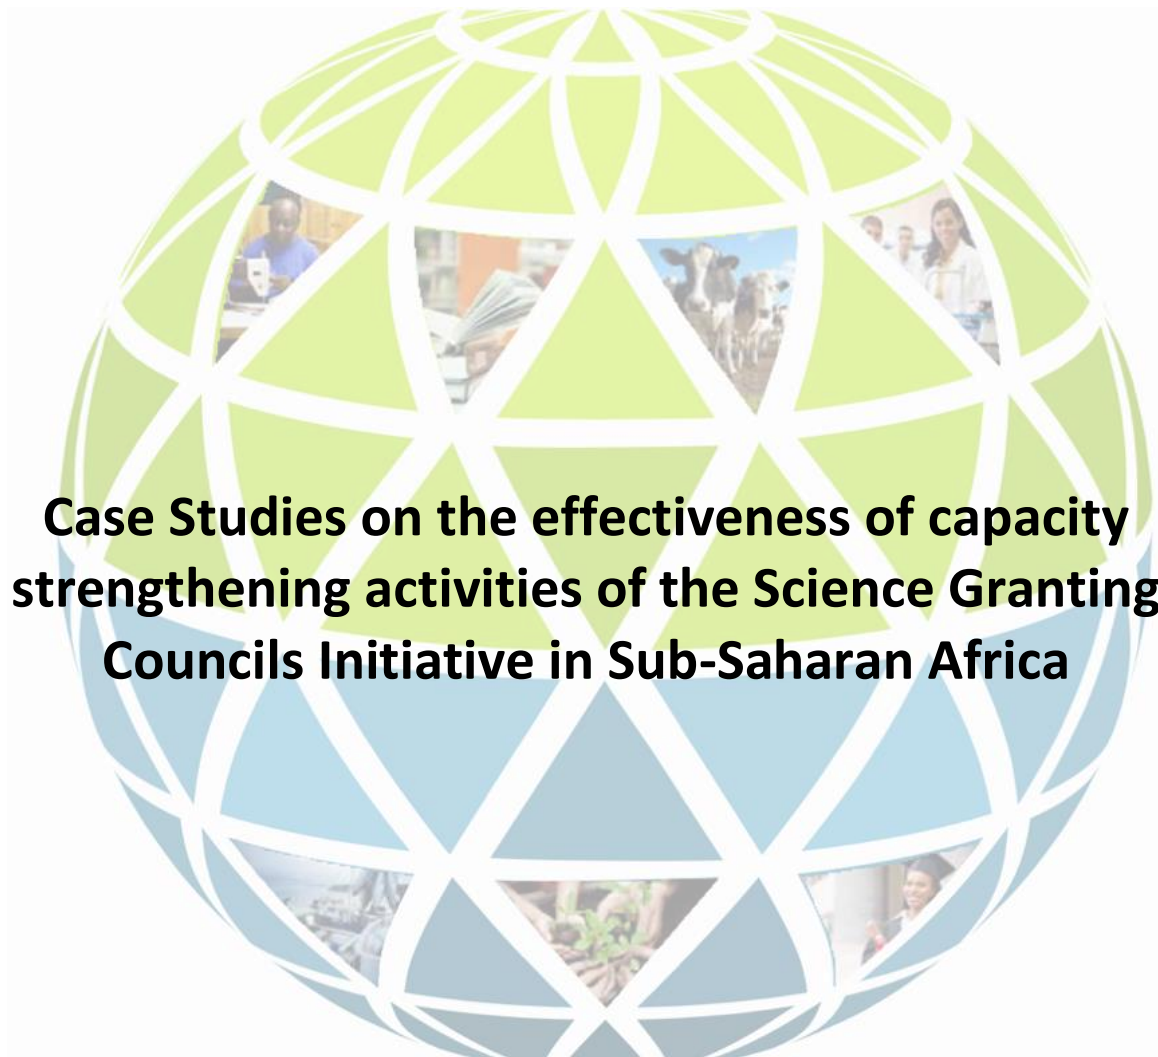 Case Studies on the effectiveness of capacity
strengthening activities of the Science Granting
Councils Initiative in Sub-Saharan Africa